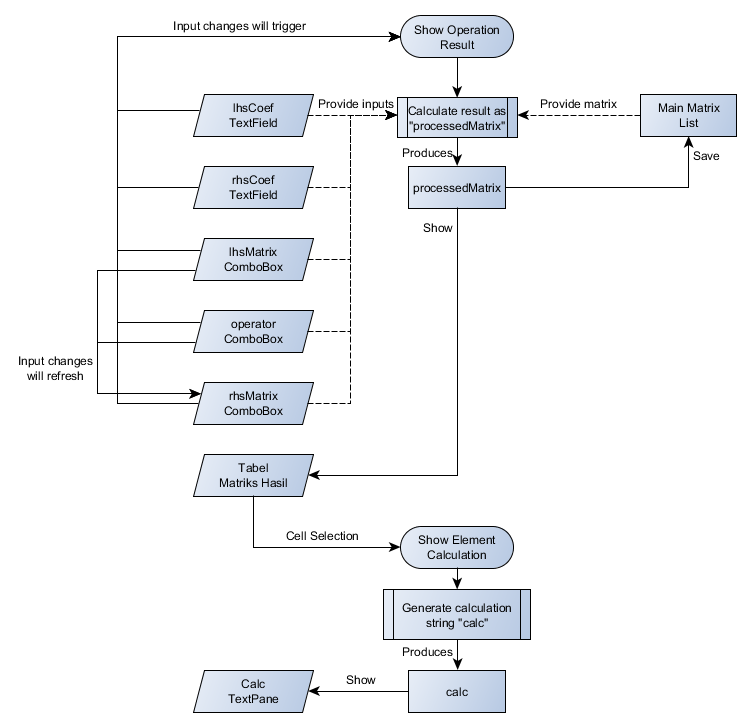 Input changes will trigger
Show Operation
Result
lhsCoef
TextField
Provide inputs
Calculate result as
"processedMatrix"
Provide matrix
Main Matrix
List
Produces
Save
rhsCoef
TextField
processedMatrix
Show
lhsMatrix
ComboBox
operator
ComboBox
Input changes
will refresh
rhsMatrix
ComboBox
Tabel
Matriks Hasil
Cell Selection
Show Element
Calculation
Generate calculation
string "calc"
Produces
Calc
TextPane
Show
calc